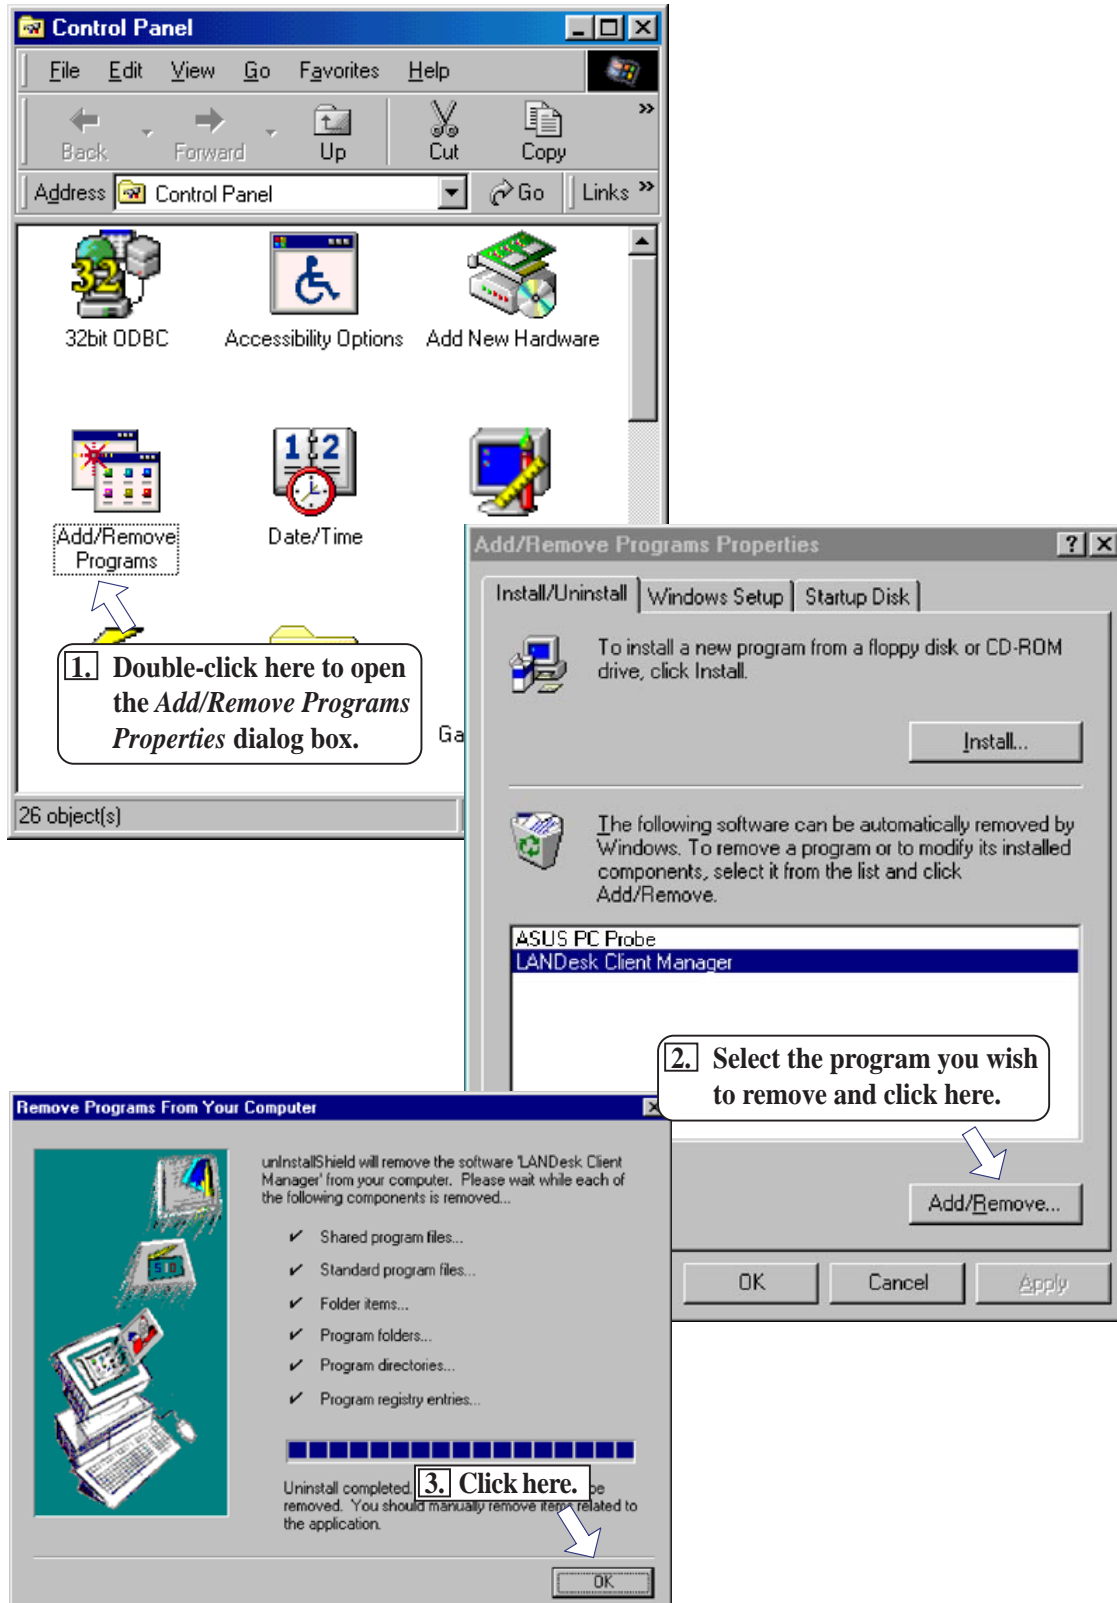 Control Panel
File Edit View Go Favorites Help
Back Forward Up Cut Copy »
Address Control Panel Go Links »
32
32bit ODBC Accessibility Options Add New Hardware
1 2
Add/Remove
Programs
Date/Time
1. Double-click here to open
the Add/Remove Programs
Properties dialog box.
Ga
26 object(s)
Add/Remove Programs Properties
Install/Uninstall Windows Setup Startup Disk
To install a new program from a floppy disk or CD-ROM
drive, click Install.
Install...
The following software can be automatically removed by
Windows. To remove a program or to modify its installed
components, select it from the list and click
Add/Remove.
ASUS PC Probe
LANDesk Client Manager
2. Select the program you wish
to remove and click here.
Add/Remove...
OK Cancel Apply
Remove Programs From Your Computer
unInstallShield will remove the software 'LANDesk Client
Manager' from your computer. Please wait while each of
the following components is removed...
✔ Shared program files...
✔ Standard program files...
✔ Folder items...
✔ Program folders...
✔ Program directories...
✔ Program registry entries...
Uninstall completed. be
removed. You should manually remove items related to
the application.
3. Click here.
OK